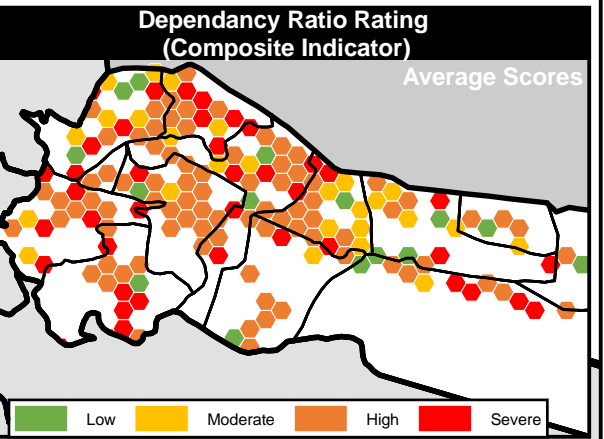 Dependancy Ratio Rating
(Composite Indicator)
Average Scores
Low Moderate High Severe